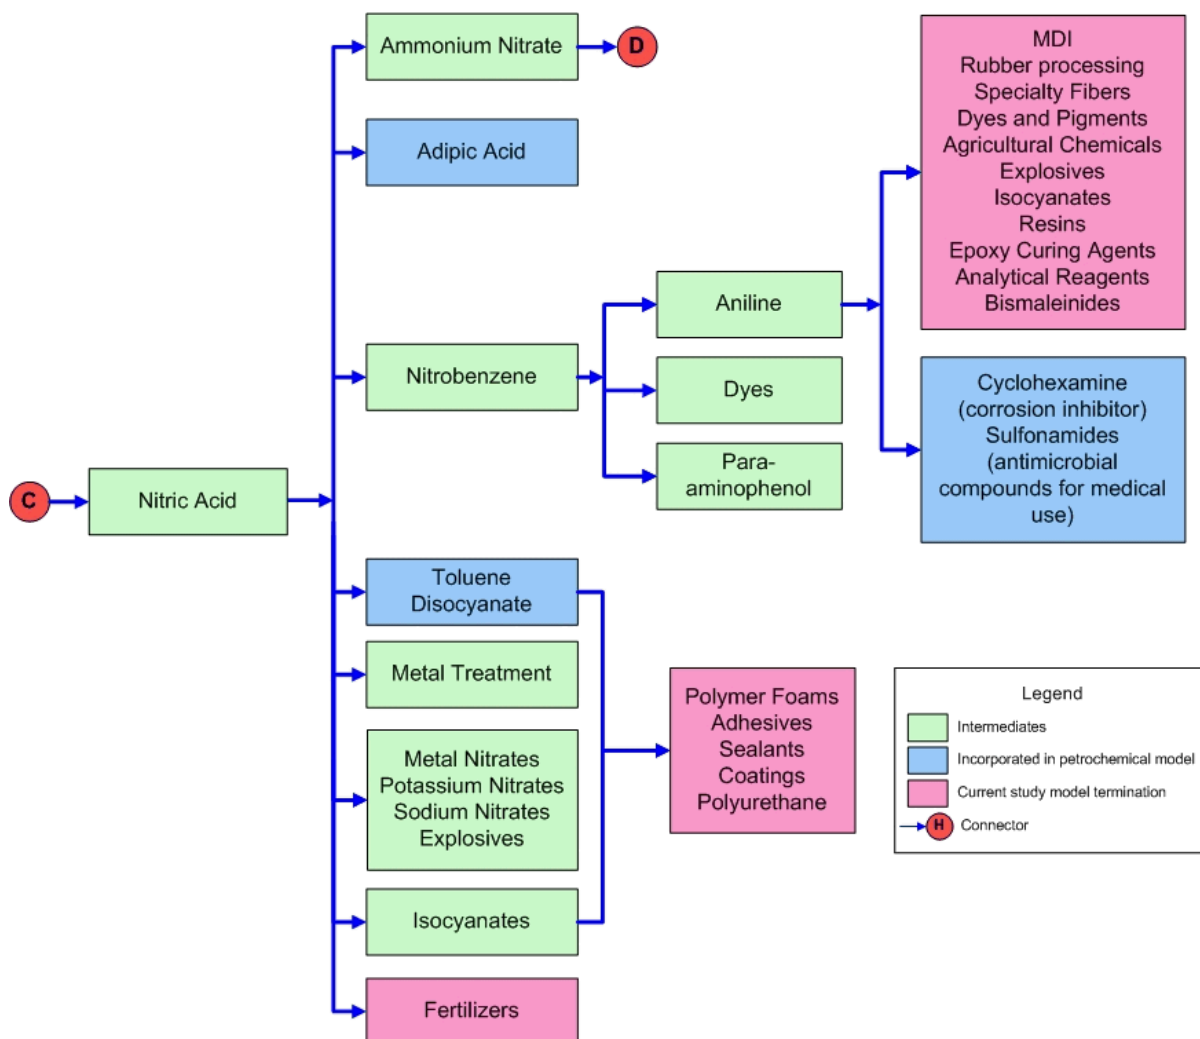 Ammonium Nitrate
D
Adipic Acid
Nitrobenzene
Aniline
Dyes
Para-
aminophenol
MDI
Rubber processing
Specialty Fibers
Dyes and Pigments
Agricultural Chemicals
Explosives
Isocyanates
Resins
Epoxy Curing Agents
Analytical Reagents
Bismaleinides
Cyclohexamine
(corrosion inhibitor)
Sulfonamides
(antimicrobial
compounds for medical
use)
C
Nitric Acid
Toluene
Disocyanate
Metal Treatment
Metal Nitrates
Potassium Nitrates
Sodium Nitrates
Explosives
Isocyanates
Fertilizers
Polymer Foams
Adhesives
Sealants
Coatings
Polyurethane
Legend
Intermediates
Incorporated in petrochemical model
Current study model termination
H Connector